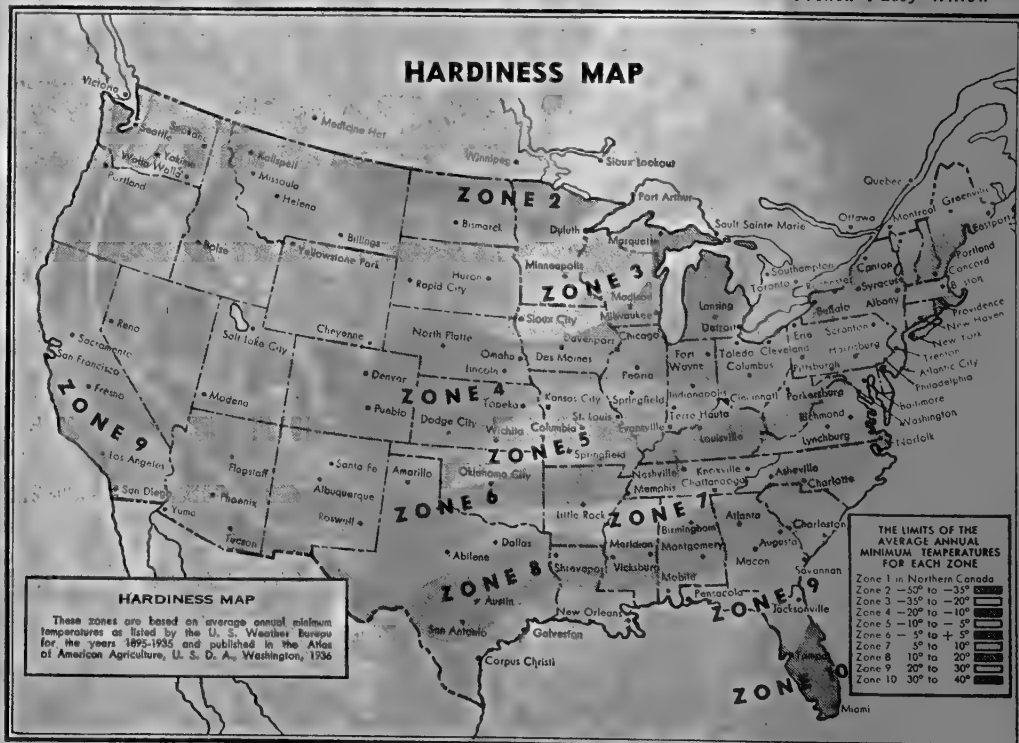 HARDINESS MAP
Victoria
Seattle
Spokane
Yakima
Walla Walla
Portland
Medicine Hat
Kalispell
Missoula
Helena
Billings
Winnipeg
Sioux Lookout
ZONE 2
Port Arthur
Bismarck
Duluth
Marquette
Sault Sainte Marie
Quebec
Ottawa
Montreal
Greenville
Eastport
Portland
Concord
Boston
Boise
Yellowstone Park
Huron
Rapid City
Minneapolis
ZONE 3
Madison
Milwaukee
Southampton
Toronto
Rochester
Canton
Syracuse
Albany
Buffalo
Lansing
Detroit
Providence
New Haven
New York
Trenton
Atlantic City
Philadelphia
Baltimore
Washington
Norfolk
Reno
Sacramento
San Francisco
Fresno
ZONE 9
Salt Lake City
Modena
Cheyenne
North Platte
Sioux City
Davenport
Chicago
Omaha
Des Moines
Lincoln
Denver
Pueblo
ZONE 4
Topeka
Dodge City
Wichita
Kansas City
Peoria
Springfield
St. Louis
Columbia
ZONE 5
Springfield
Fort
Wayne
Toledo
Cleveland
Columbus
Erie
Scranton
Harrisburg
Pittsburgh
Indianapolis
Cincinnati
Terre Haute
Evansville
Louisville
Parkersburg
Richmond
Lynchburg
Los Angeles
San Diego
Yuma
Flagstaff
Phoenix
Tucson
Santa Fe
Albuquerque
Roswell
Amarillo
Oklahoma City
ZONE 6
Nashville
Knoxville
Memphis
Chattanooga
Asheville
Charlotte
Little Rock
ZONE 7
Birmingham
Atlanta
Charleston
Augusta
Macon
Savannah
Dallas
Abilene
ZONE 8
Austin
San Antonio
Shreveport
Meridian
Vicksburg
Montgomery
Mobile
Pensacola
ZONE 9
Jacksonville
New Orleans
Galveston
Corpus Christi
Tampa
ZONE 10
Miami
HARDINESS MAP
These zones are based on average annual minimum
temperatures as listed by the U. S. Weather Bureau
for the years 1895-1935 and published in the Atlas
of American Agriculture, U. S. D. A., Washington, 1936
THE LIMITS OF THE
AVERAGE ANNUAL
MINIMUM TEMPERATURES
FOR EACH ZONE
Zone 1 in Northern Canada
Zone 2 −50° to −35°
Zone 3 −35° to −20°
Zone 4 −20° to −10°
Zone 5 −10° to − 5°
Zone 6 − 5° to + 5°
Zone 7 5° to 10°
Zone 8 10° to 20°
Zone 9 20° to 30°
Zone 10 30° to 40°